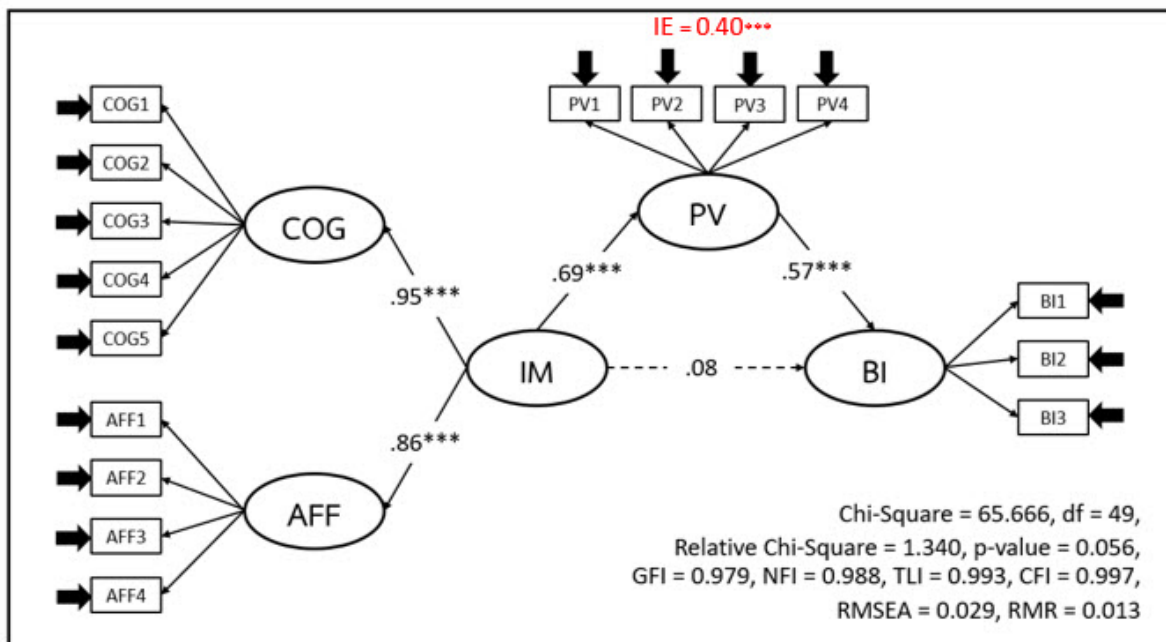 IE = 0.40***
PV1 PV2 PV3 PV4
COG1
COG2
COG3
COG4
COG5
COG
PV
.69***
.57***
.95***
BI1
BI2
BI3
IM
.08
BI
.86***
AFF1
AFF2
AFF3
AFF4
AFF
Chi-Square = 65.666, df = 49,
Relative Chi-Square = 1.340, p-value = 0.056,
GFI = 0.979, NFI = 0.988, TLI = 0.993, CFI = 0.997,
RMSEA = 0.029, RMR = 0.013